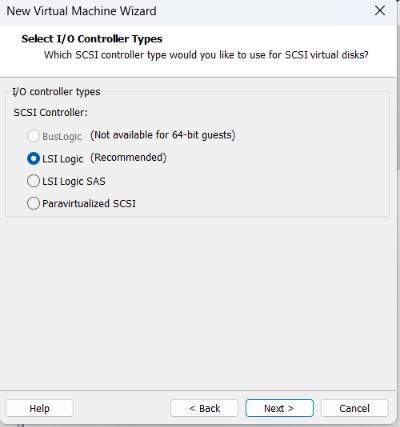 New Virtual Machine Wizard
Select I/O Controller Types
Which SCSI controller type would you like to use for SCSI virtual disks?
I/O controller types
SCSI Controller:
BusLogic (Not available for 64-bit guests)
LSI Logic (Recommended)
LSI Logic SAS
Paravirtualized SCSI
Help < Back Next > Cancel